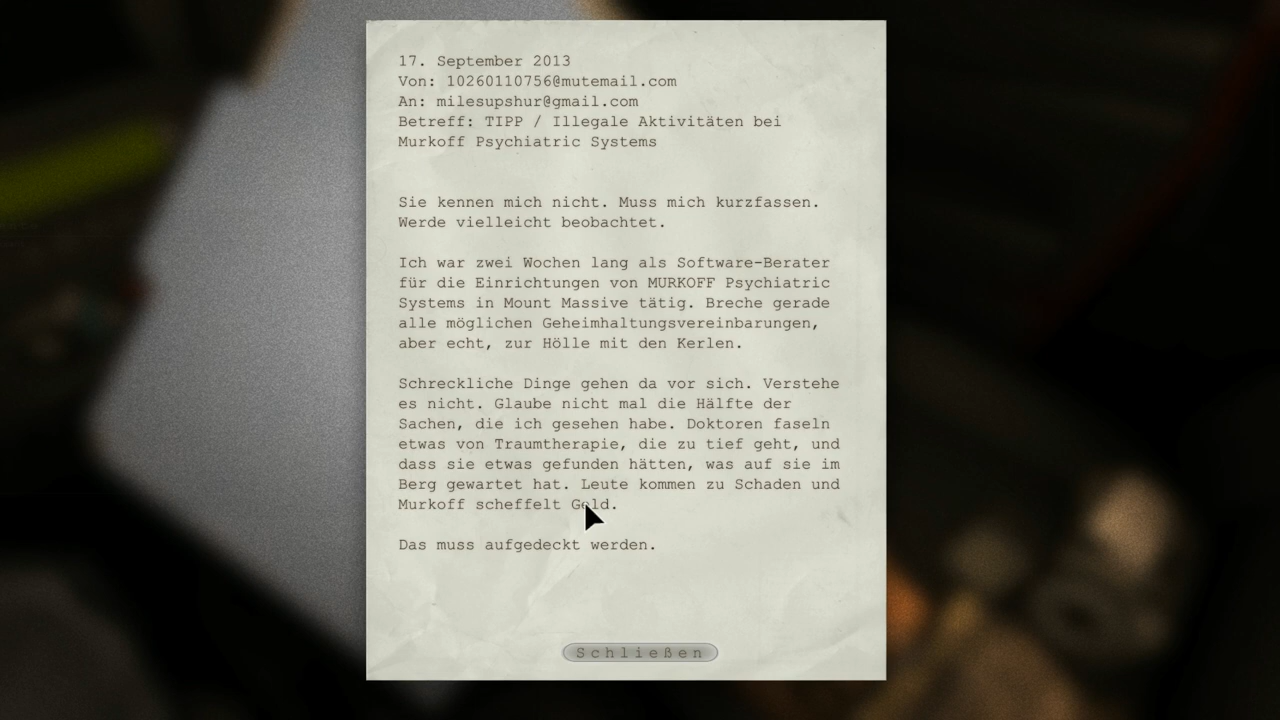 17. September 2013
Von: 10260110756@mutemail.com
An: milesupshur@gmail.com
Betreff: TIPP / Illegale Aktivitäten bei
Murkoff Psychiatric Systems
Sie kennen mich nicht. Muss mich kurzfassen.
Werde vielleicht beobachtet.
Ich war zwei Wochen lang als Software-Berater
für die Einrichtungen von MURKOFF Psychiatric
Systems in Mount Massive tätig. Breche gerade
alle möglichen Geheimhaltungsvereinbarungen,
aber echt, zur Hölle mit den Kerlen.
Schreckliche Dinge gehen da vor sich. Verstehe
es nicht. Glaube nicht mal die Hälfte der
Sachen, die ich gesehen habe. Doktoren faseln
etwas von Traumtherapie, die zu tief geht, und
dass sie etwas gefunden hätten, was auf sie im
Berg gewartet hat. Leute kommen zu Schaden und
Murkoff scheffelt Geld.
Das muss aufgedeckt werden.
Schließen